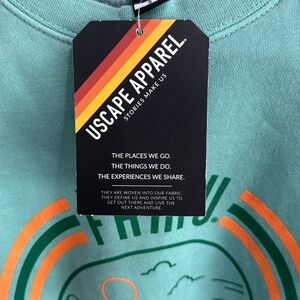 USCAPE APPAREL.
STORIES MAKE US
THE PLACES WE GO.
THE THINGS WE DO.
THE EXPERIENCES WE SHARE.
THEY ARE WOVEN INTO OUR FABRIC.
THEY DEFINE US AND INSPIRE US TO
GET OUT THERE AND LIVE THE
NEXT ADVENTURE.
FAMU